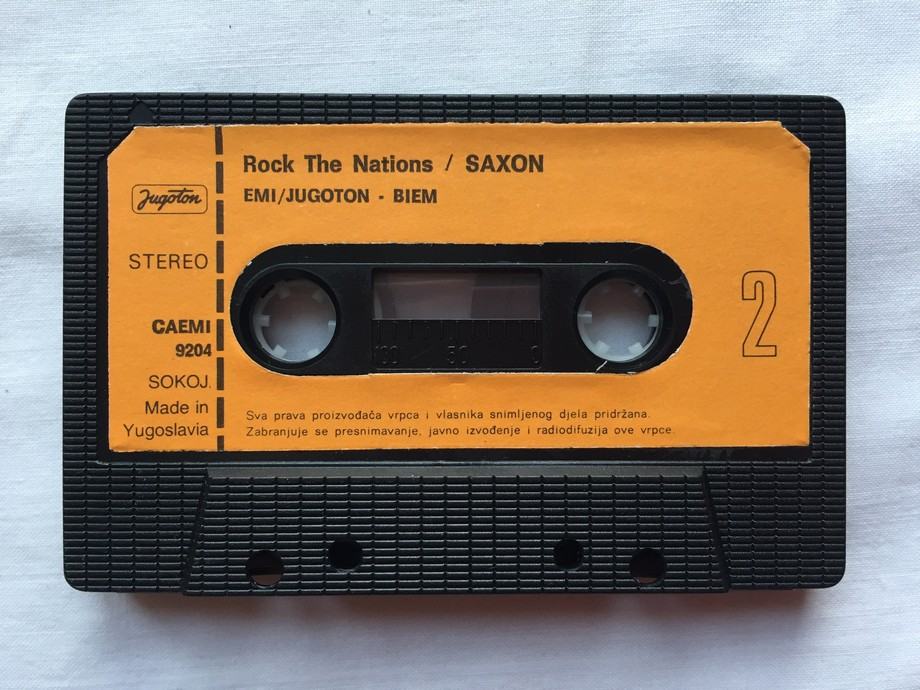 Rock The Nations / SAXON
EMI/JUGOTON - BIEM
Jugoton
STEREO
CAEMI
9204
SOKOJ.
Made in
Yugoslavia
2
100 50 0
Sva prava proizvođača vrpca i vlasnika snimljenog djela pridržana.
Zabranjuje se presnimavanje, javno izvođenje i radiodifuzija ove vrpce.